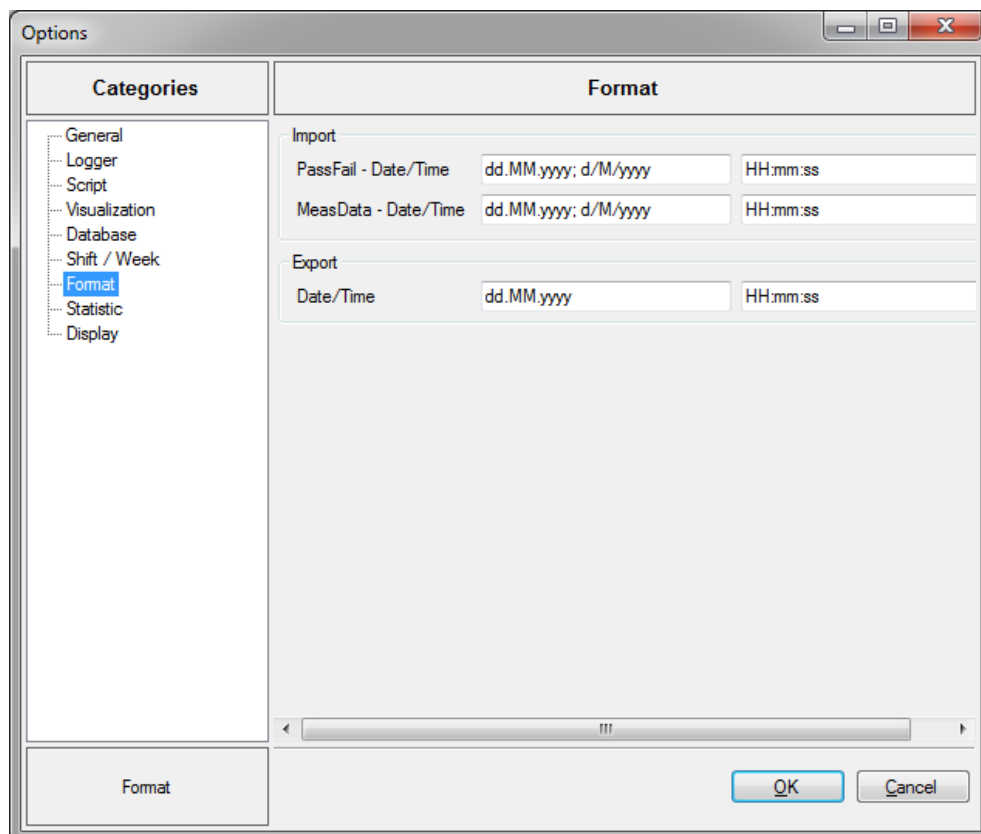 Options
Categories
Format
General
Logger
Script
Visualization
Database
Shift / Week
Format
Statistic
Display
Import
PassFail - Date/Time dd.MM.yyyy; d/M/yyyy HH:mm:ss
MeasData - Date/Time dd.MM.yyyy; d/M/yyyy HH:mm:ss
Export
Date/Time dd.MM.yyyy HH:mm:ss
Format
OK Cancel